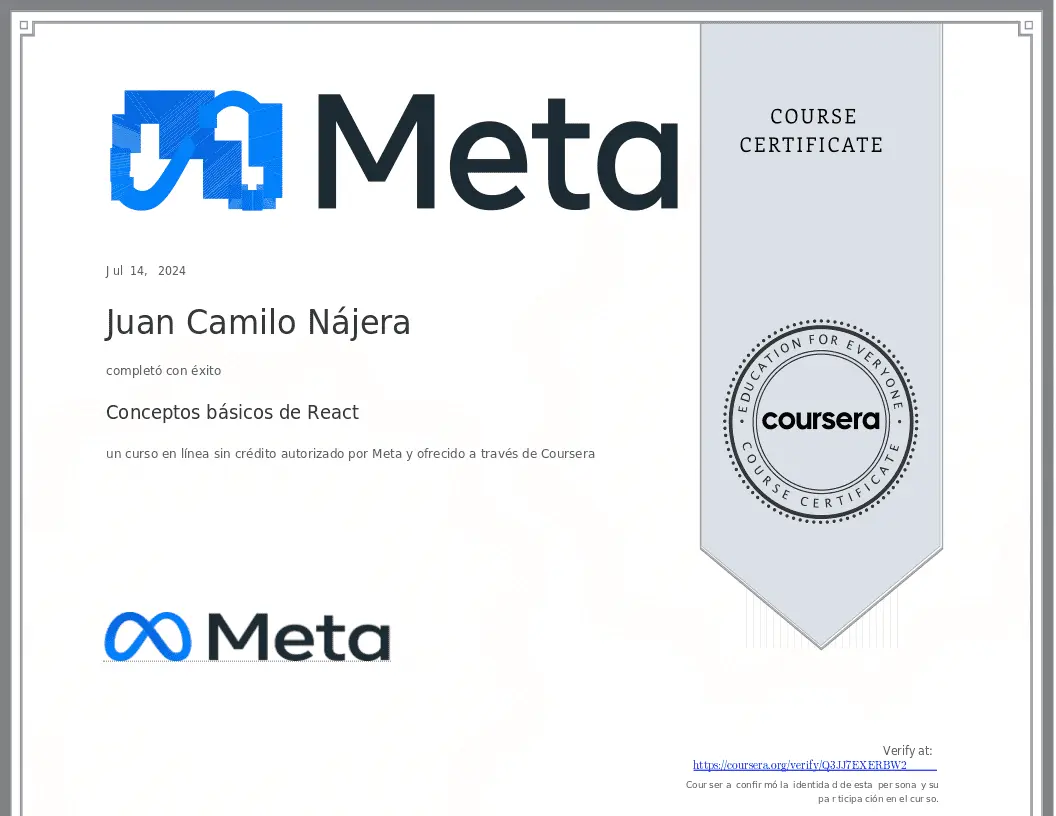 Meta
COURSE
CERTIFICATE
Jul 14, 2024
Juan Camilo Nájera
completó con éxito
Conceptos básicos de React
un curso en línea sin crédito autorizado por Meta y ofrecido a través de Coursera
EDUCATION FOR EVERYONE
coursera
COURSE CERTIFICATE
Meta
Verify at:
https://coursera.org/verify/Q3JJ7EXERBW2
Coursera confirmó la identidad de esta persona y su
participación en el curso.